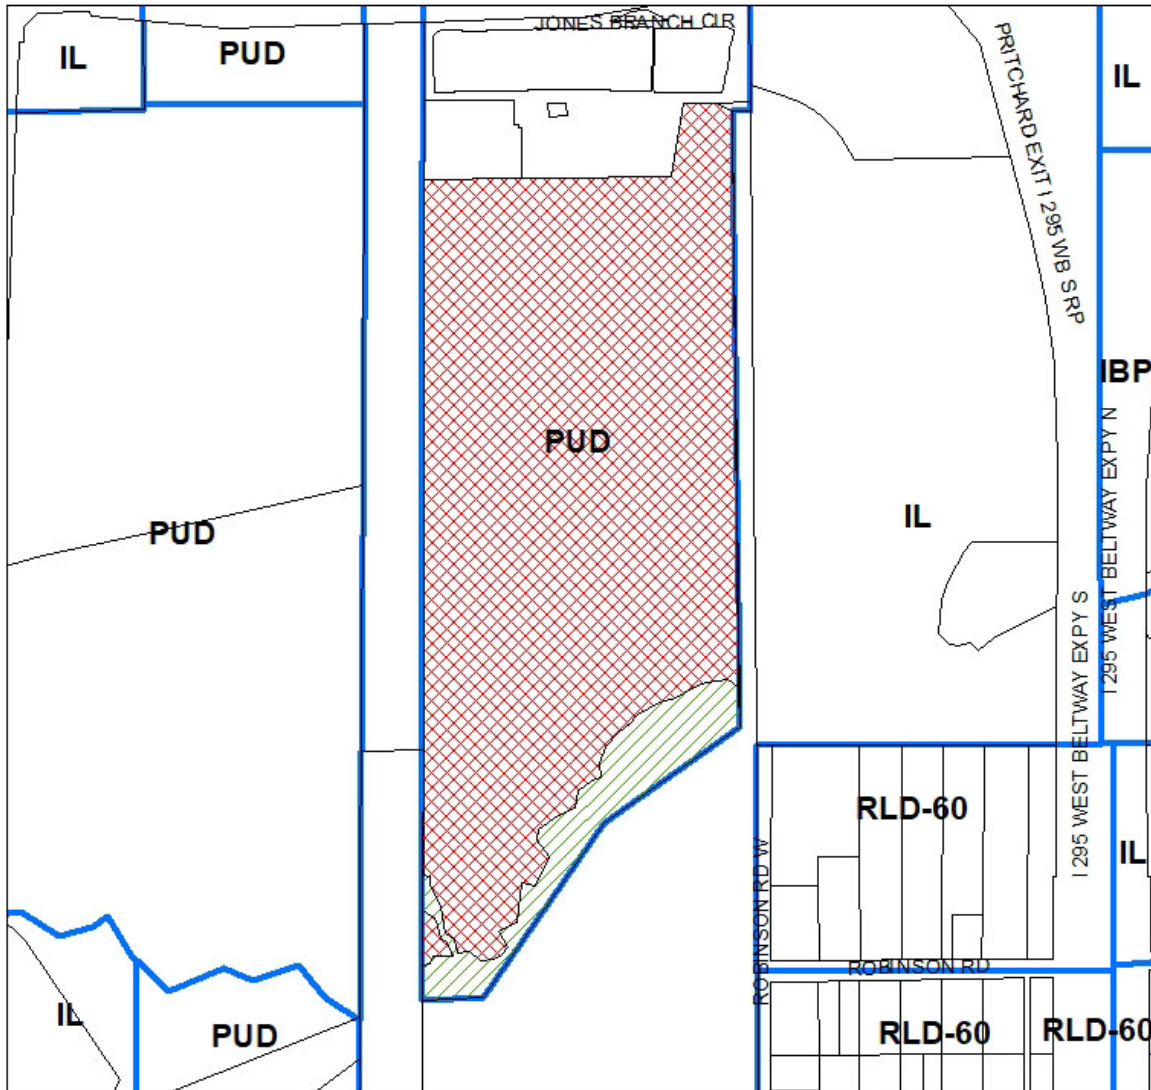 JONES BRANCH CIR
IL
PUD
IL
PRITCHARD EXIT I 295 WB S RP
IBP
PUD
IL
PUD
I 295 WEST BELTWAY EXPY N
I 295 WEST BELTWAY EXPY S
RLD-60
IL
ROBINSON RD W
ROBINSON RD
IL
PUD
RLD-60
RLD-60